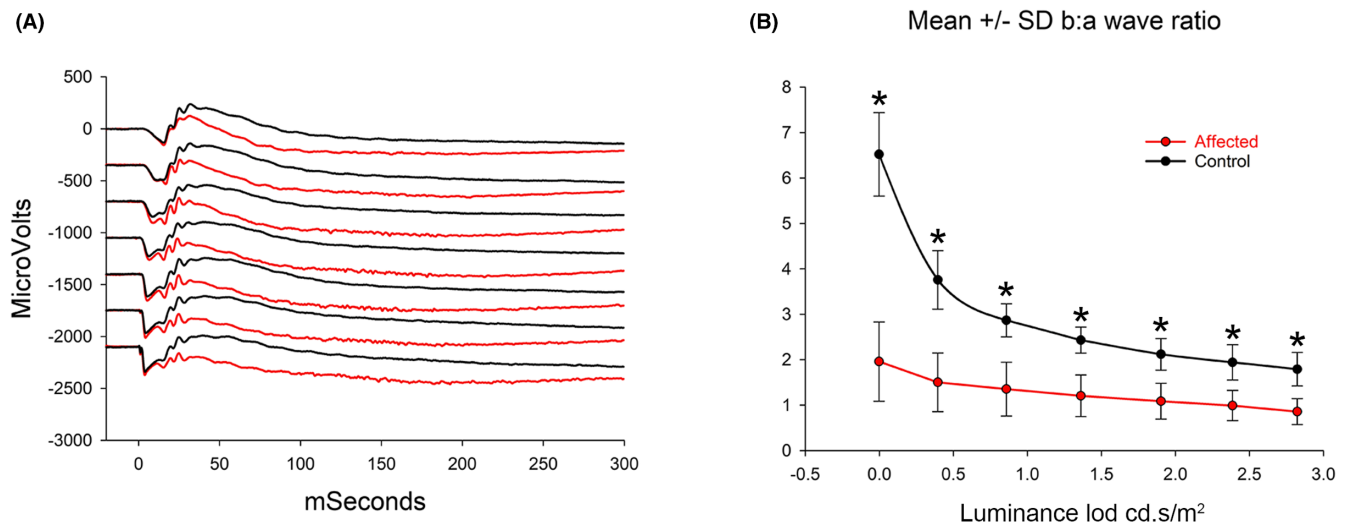 (A)
500
0
-500
-1000
-1500
-2000
-2500
-3000
MicroVolts
0 50 100 150 200 250 300
mSeconds
(B)
Mean +/- SD b:a wave ratio
8
7
6
5
4
3
2
1
0
* * * * * * *
Affected
Control
-0.5 0.0 0.5 1.0 1.5 2.0 2.5 3.0
Luminance lod cd.s/m²